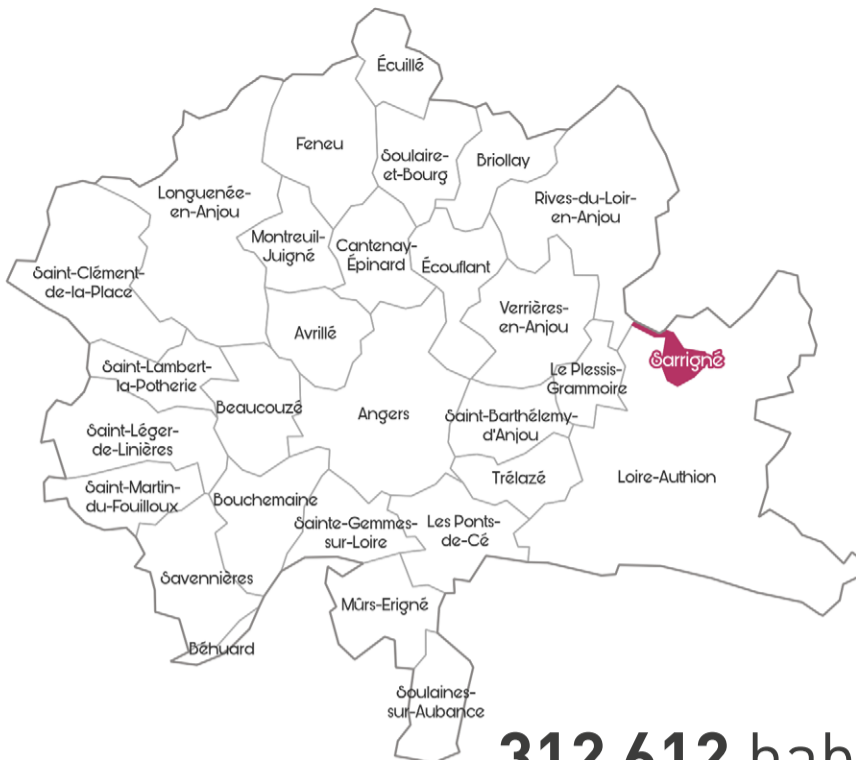 Écuillé
Feneu
Soulaire-
et-Bourg
Briollay
Longuenée-
en-Anjou
Rives-du-Loir-
en-Anjou
Montreuil-
Juigné
Cantenay-
Épinard
Écouflant
Saint-Clément-
de-la-Place
Verrières-
en-Anjou
Avrillé
Sarrigné
Saint-Lambert-
la-Potherie
Le Plessis-
Grammoire
Beaucouzé
Angers
Saint-Barthélemy-
d'Anjou
Saint-Léger-
de-Linières
Trélazé
Loire-Authion
Saint-Martin-
du-Fouilloux
Bouchemaine
Sainte-Gemmes-
sur-Loire
Les Ponts-
de-Cé
Savennières
Mûrs-Erigné
Béhuard
Soulaines-
sur-Aubance
312 612 hab